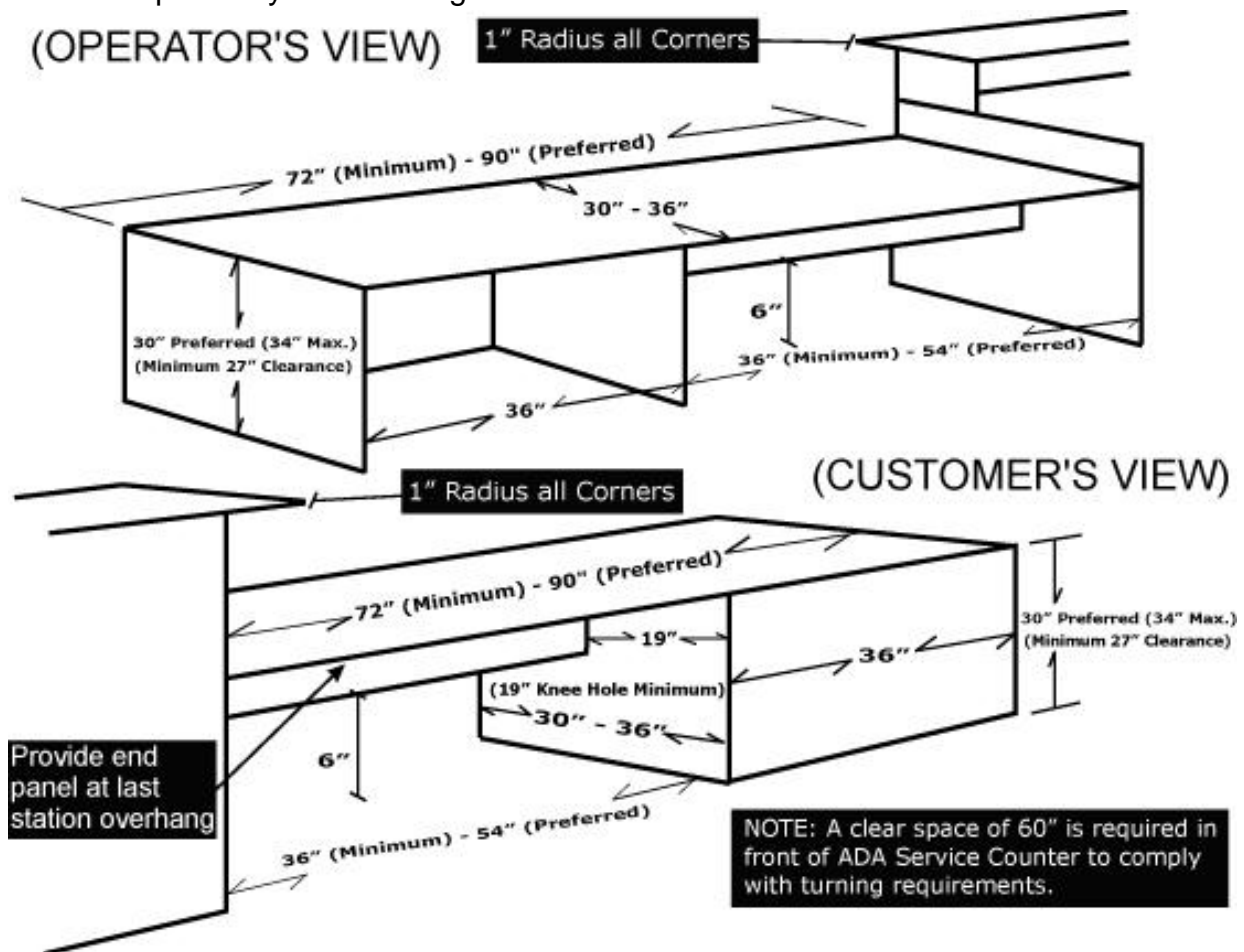 (OPERATOR'S VIEW)
1" Radius all Corners
72" (Minimum) - 90" (Preferred)
30" - 36"
30" Preferred (34" Max.)
(Minimum 27" Clearance)
6"
36" (Minimum) - 54" (Preferred)
36"
(CUSTOMER'S VIEW)
1" Radius all Corners
72" (Minimum) - 90" (Preferred)
30" Preferred (34" Max.)
(Minimum 27" Clearance)
19"
36"
(19" Knee Hole Minimum)
30" - 36"
6"
Provide end
panel at last
station overhang
36" (Minimum) - 54" (Preferred)
NOTE: A clear space of 60" is required in
front of ADA Service Counter to comply
with turning requirements.